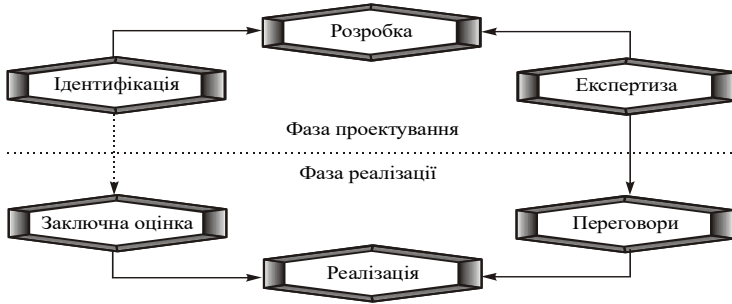 Розробка
Ідентифікація
Експертиза
Фаза проектування
Фаза реалізації
Заключна оцінка
Переговори
Реалізація